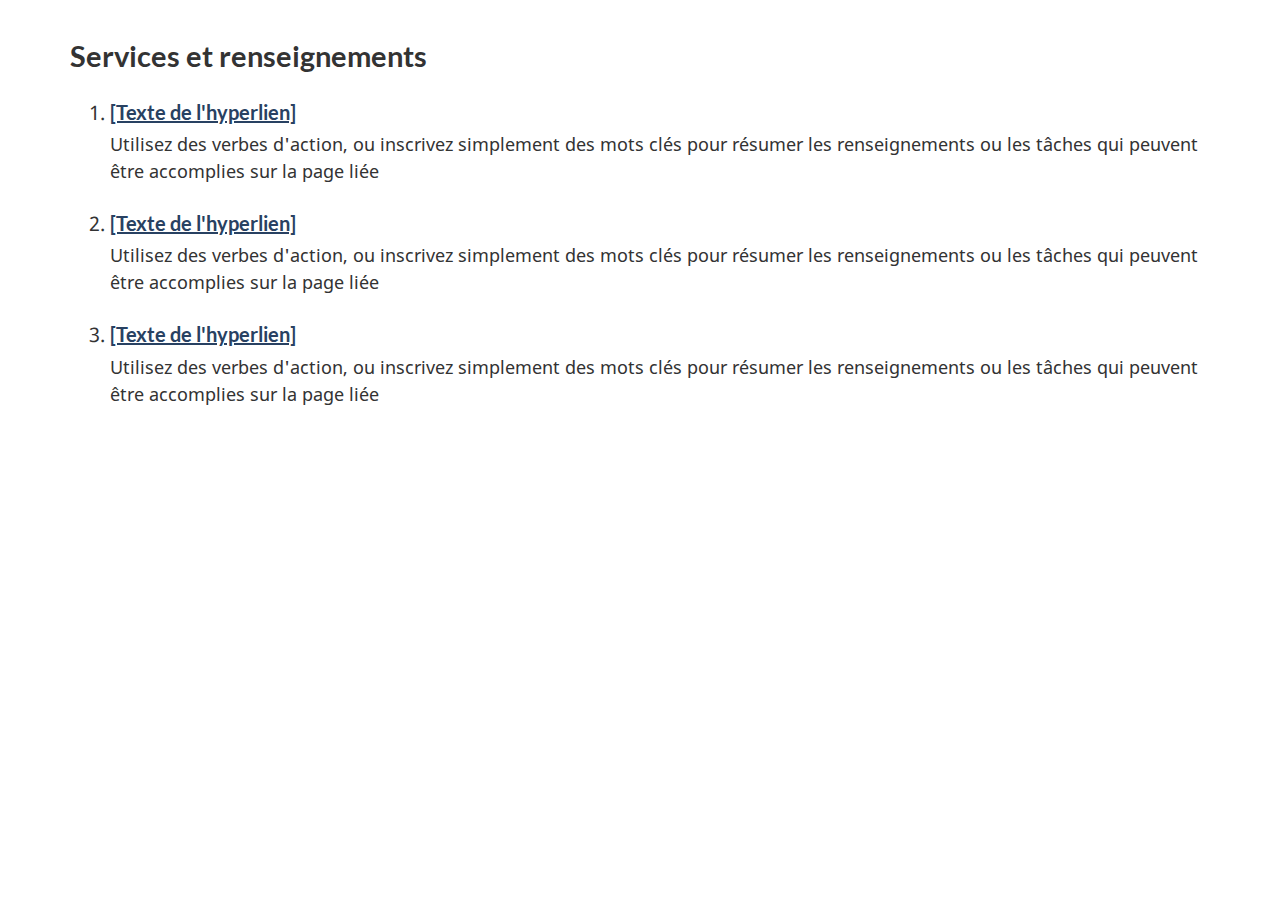 Services et renseignements
1. [Texte de l'hyperlien]
Utilisez des verbes d'action, ou inscrivez simplement des mots clés pour résumer les renseignements ou les tâches qui peuvent
être accomplies sur la page liée
2. [Texte de l'hyperlien]
Utilisez des verbes d'action, ou inscrivez simplement des mots clés pour résumer les renseignements ou les tâches qui peuvent
être accomplies sur la page liée
3. [Texte de l'hyperlien]
Utilisez des verbes d'action, ou inscrivez simplement des mots clés pour résumer les renseignements ou les tâches qui peuvent
être accomplies sur la page liée